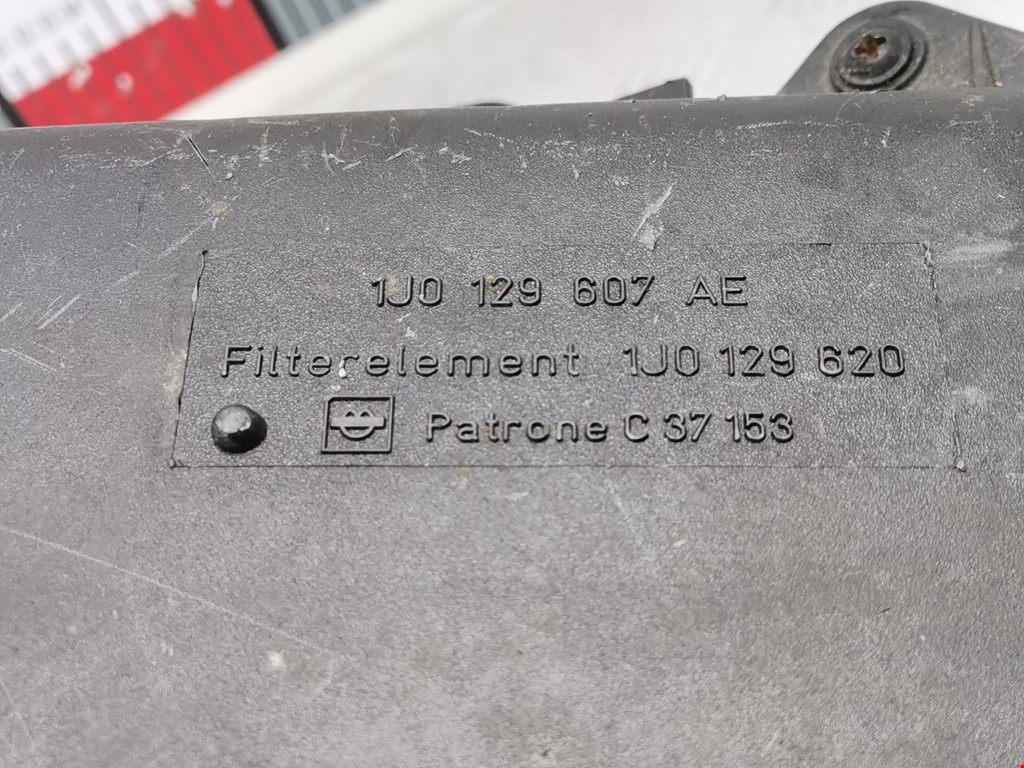 1J0 129 607 AE
Filterelement 1J0 129 620
Patrone C 37 153